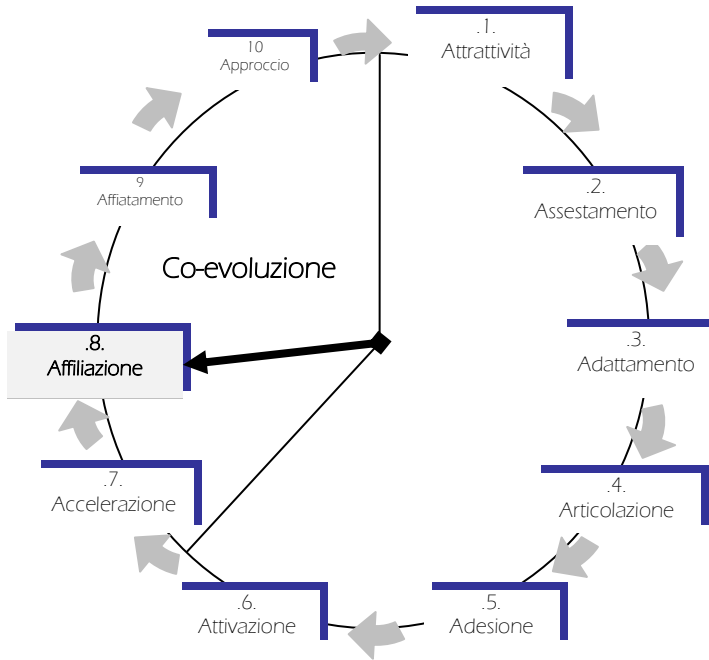 .1.
Attrattività
.2.
Assestamento
.3.
Adattamento
.4.
Articolazione
.5.
Adesione
.6.
Attivazione
.7.
Accelerazione
.8.
Affiliazione
9
Affiatamento
10
Approccio
Co-evoluzione